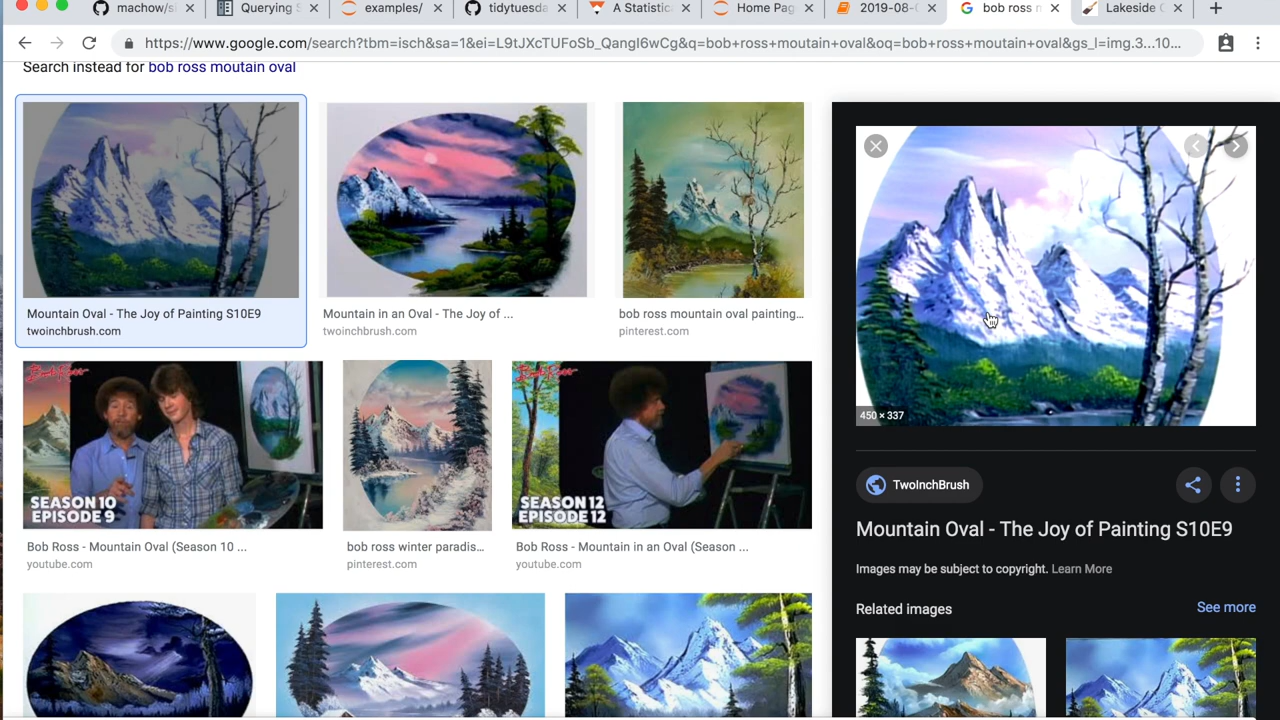 machow/si
Querying S
examples/
tidytuesda
A Statistica
Home Pag
2019-08-
bob ross m
Lakeside C
https://www.google.com/search?tbm=isch&sa=1&ei=L9tJXcTUFoSb_QangI6wCg&q=bob+ross+moutain+oval&oq=bob+ross+moutain+oval&gs_l=img.3...10...
Search instead for bob ross moutain oval
Mountain Oval - The Joy of Painting S10E9
twoinchbrush.com
Mountain in an Oval - The Joy of ...
twoinchbrush.com
bob ross mountain oval painting...
pinterest.com
450 × 337
TwoInchBrush
Mountain Oval - The Joy of Painting S10E9
Images may be subject to copyright. Learn More
Related images
See more
Bob Ross
SEASON 10
EPISODE 9
Bob Ross - Mountain Oval (Season 10 ...
youtube.com
bob ross winter paradis...
pinterest.com
Bob Ross
SEASON 12
EPISODE 12
Bob Ross - Mountain in an Oval (Season ...
youtube.com